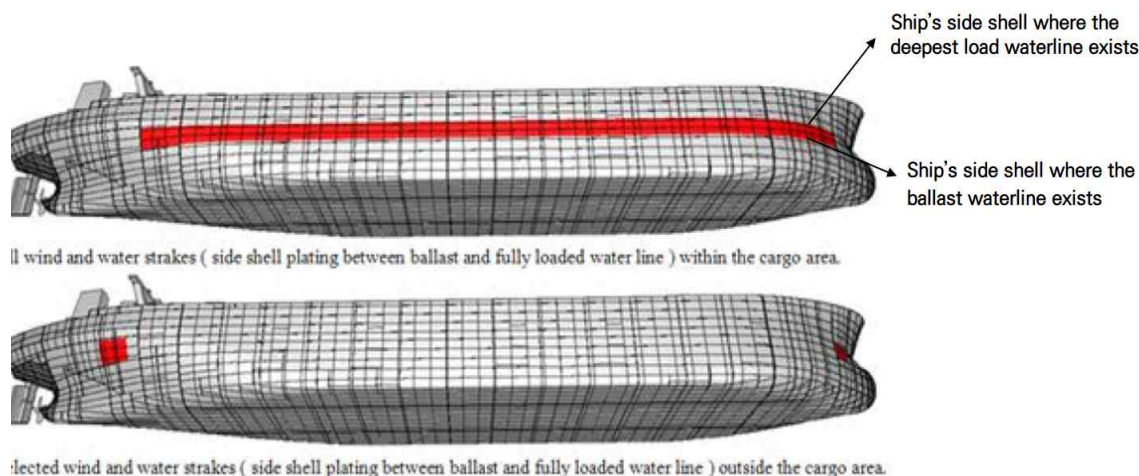 Ship's side shell where the
deepest load waterline exists
Ship's side shell where the
ballast waterline exists
ll wind and water strakes ( side shell plating between ballast and fully loaded water line ) within the cargo area.
elected wind and water strakes ( side shell plating between ballast and fully loaded water line ) outside the cargo area.